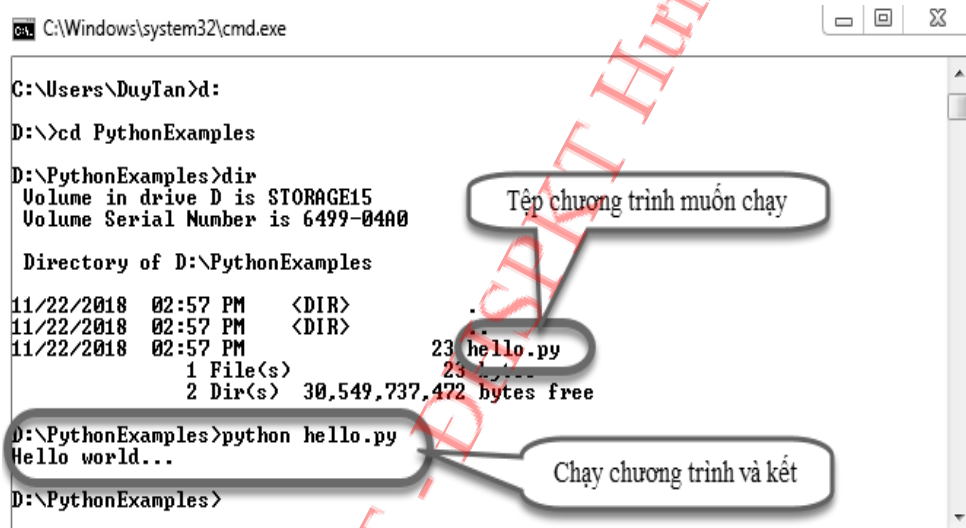 C:\Windows\system32\cmd.exe
C:\Users\DuyTan>d:
D:\>cd PythonExamples
D:\PythonExamples>dir
Volume in drive D is STORAGE15
Volume Serial Number is 6499-04A0
Tệp chương trình muốn chạy
Directory of D:\PythonExamples
11/22/2018 02:57 PM <DIR> .
11/22/2018 02:57 PM <DIR> ..
11/22/2018 02:57 PM 23 hello.py
1 File(s) 23 bytes
2 Dir(s) 30,549,737,472 bytes free
D:\PythonExamples>python hello.py
Hello world...
Chạy chương trình và kết
D:\PythonExamples>
- ĐHSPKT Hưn